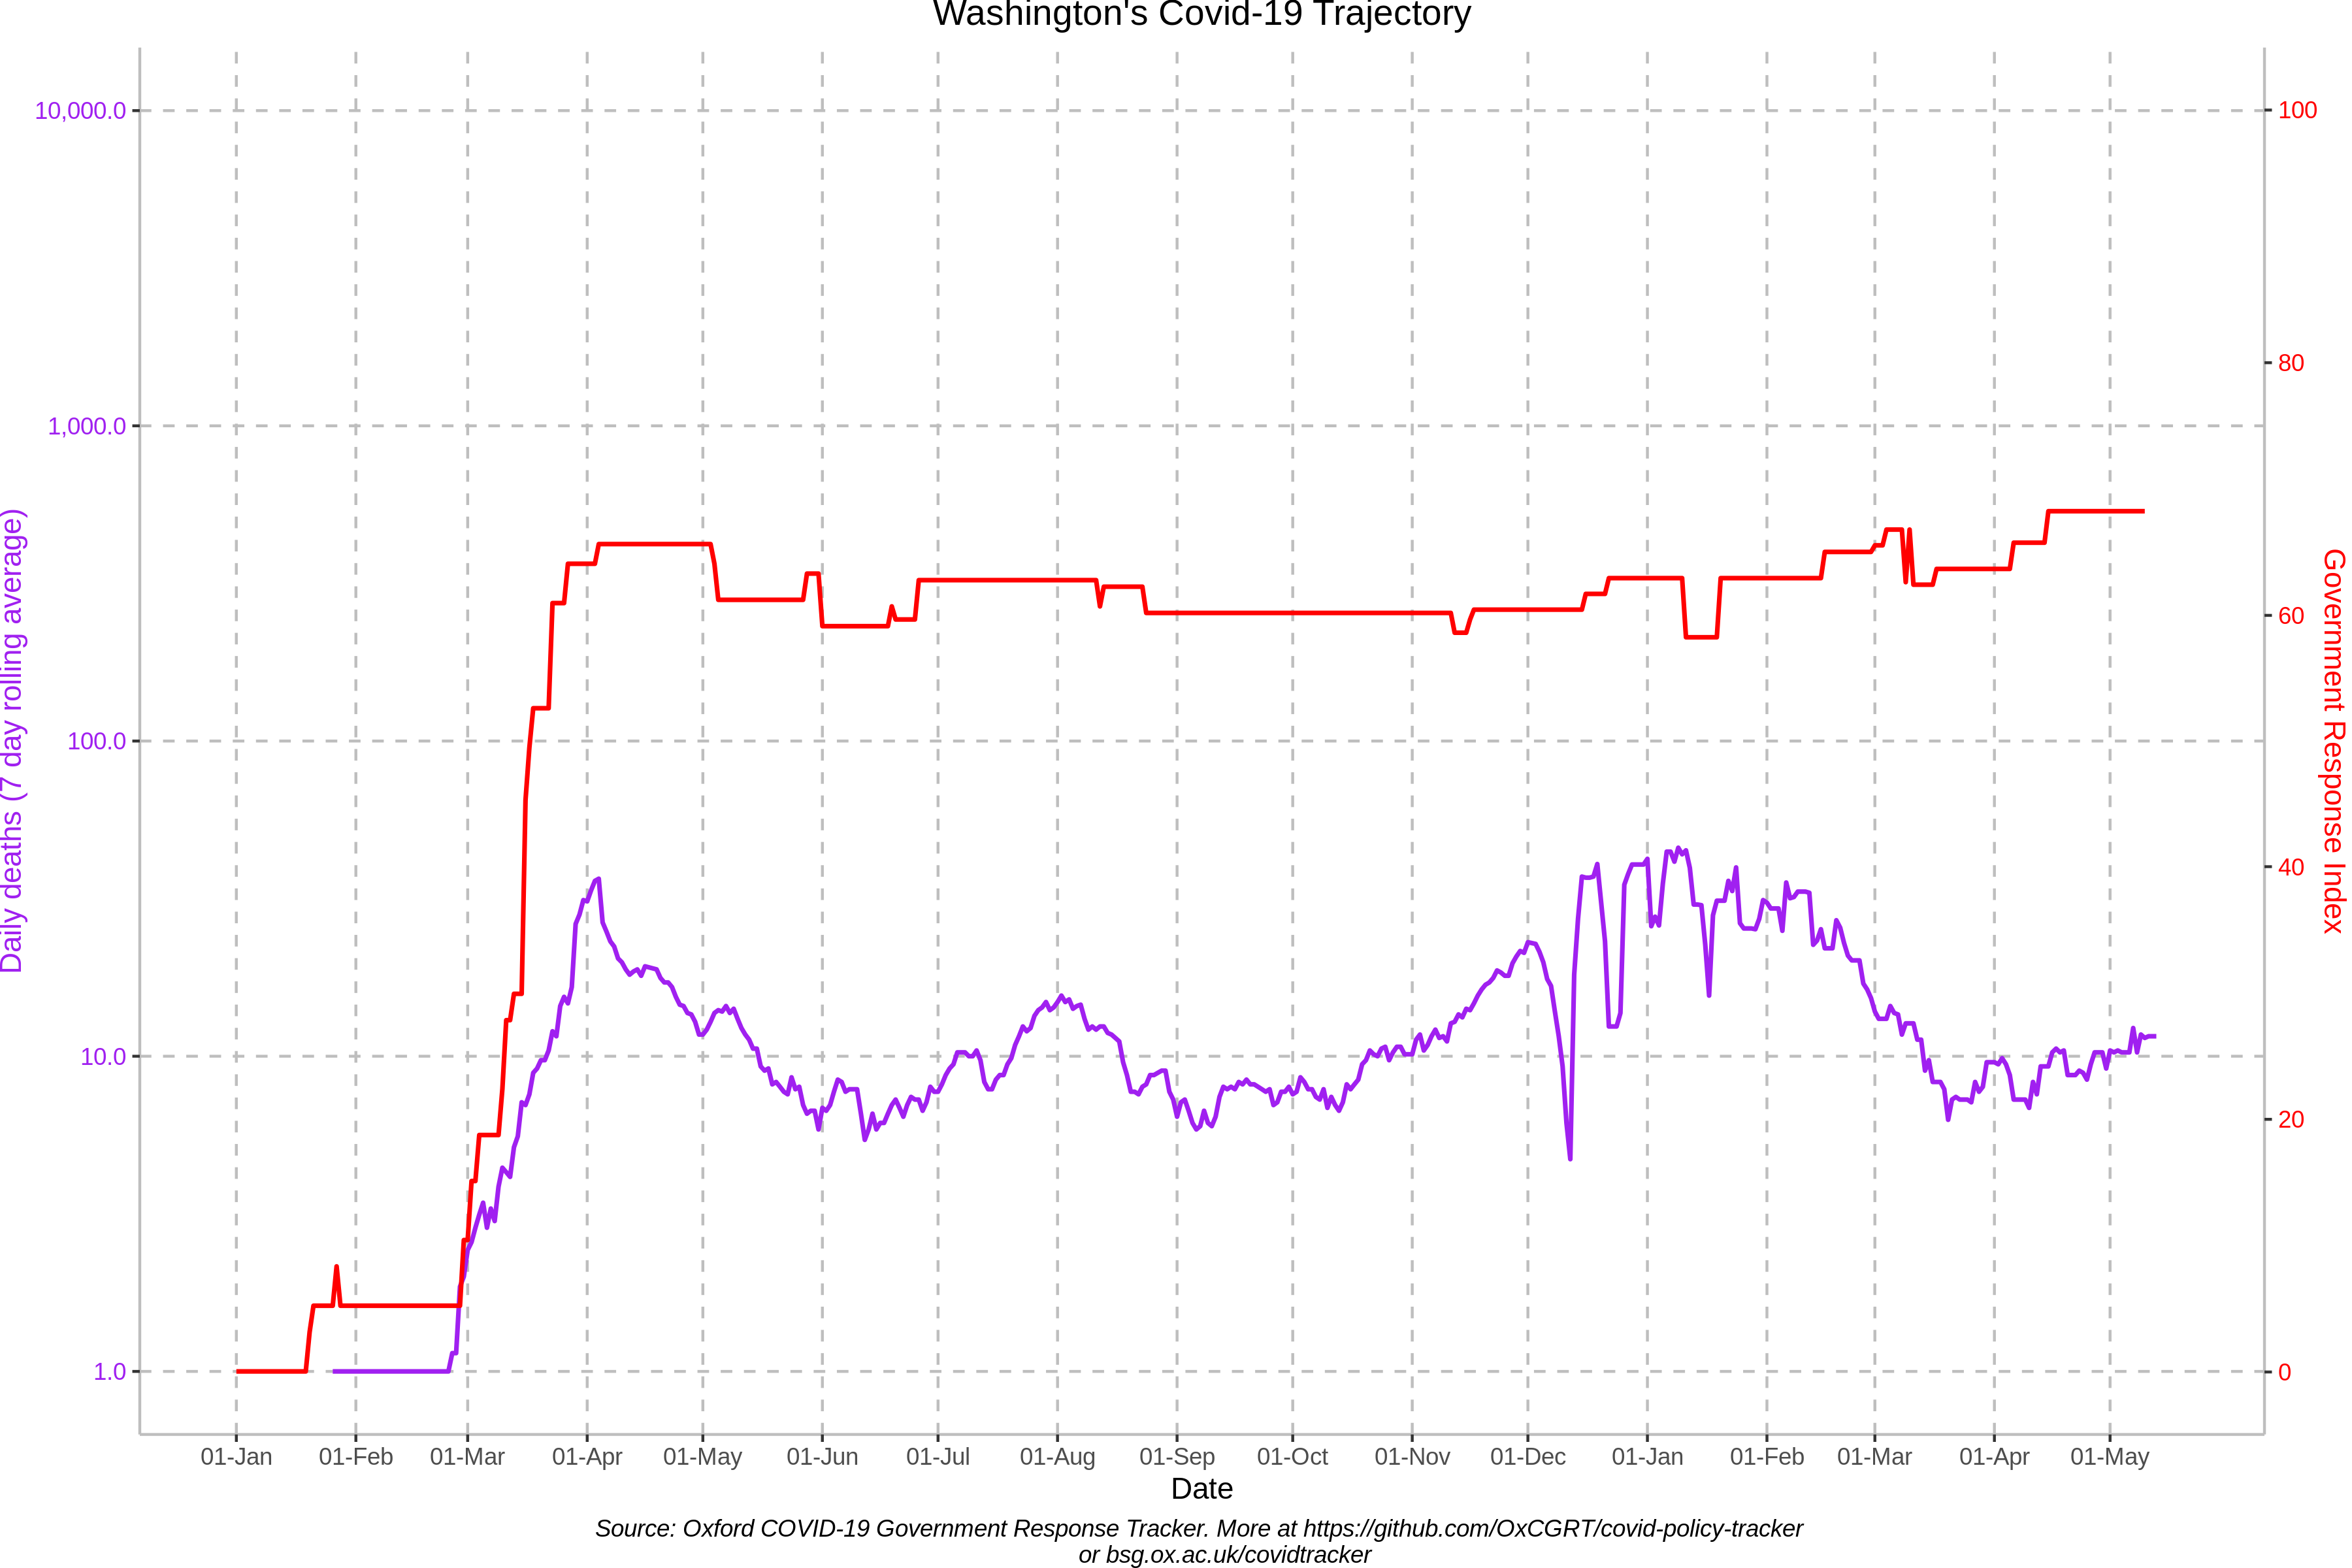 Washington's Covid-19 Trajectory
10,000.0
1,000.0
100.0
10.0
1.0
Daily deaths (7 day rolling average)
100
80
60
40
20
0
Government Response Index
01-Jan 01-Feb 01-Mar 01-Apr 01-May 01-Jun 01-Jul 01-Aug 01-Sep 01-Oct 01-Nov 01-Dec 01-Jan 01-Feb 01-Mar 01-Apr 01-May
Date
Source: Oxford COVID-19 Government Response Tracker. More at https://github.com/OxCGRT/covid-policy-tracker
or bsg.ox.ac.uk/covidtracker